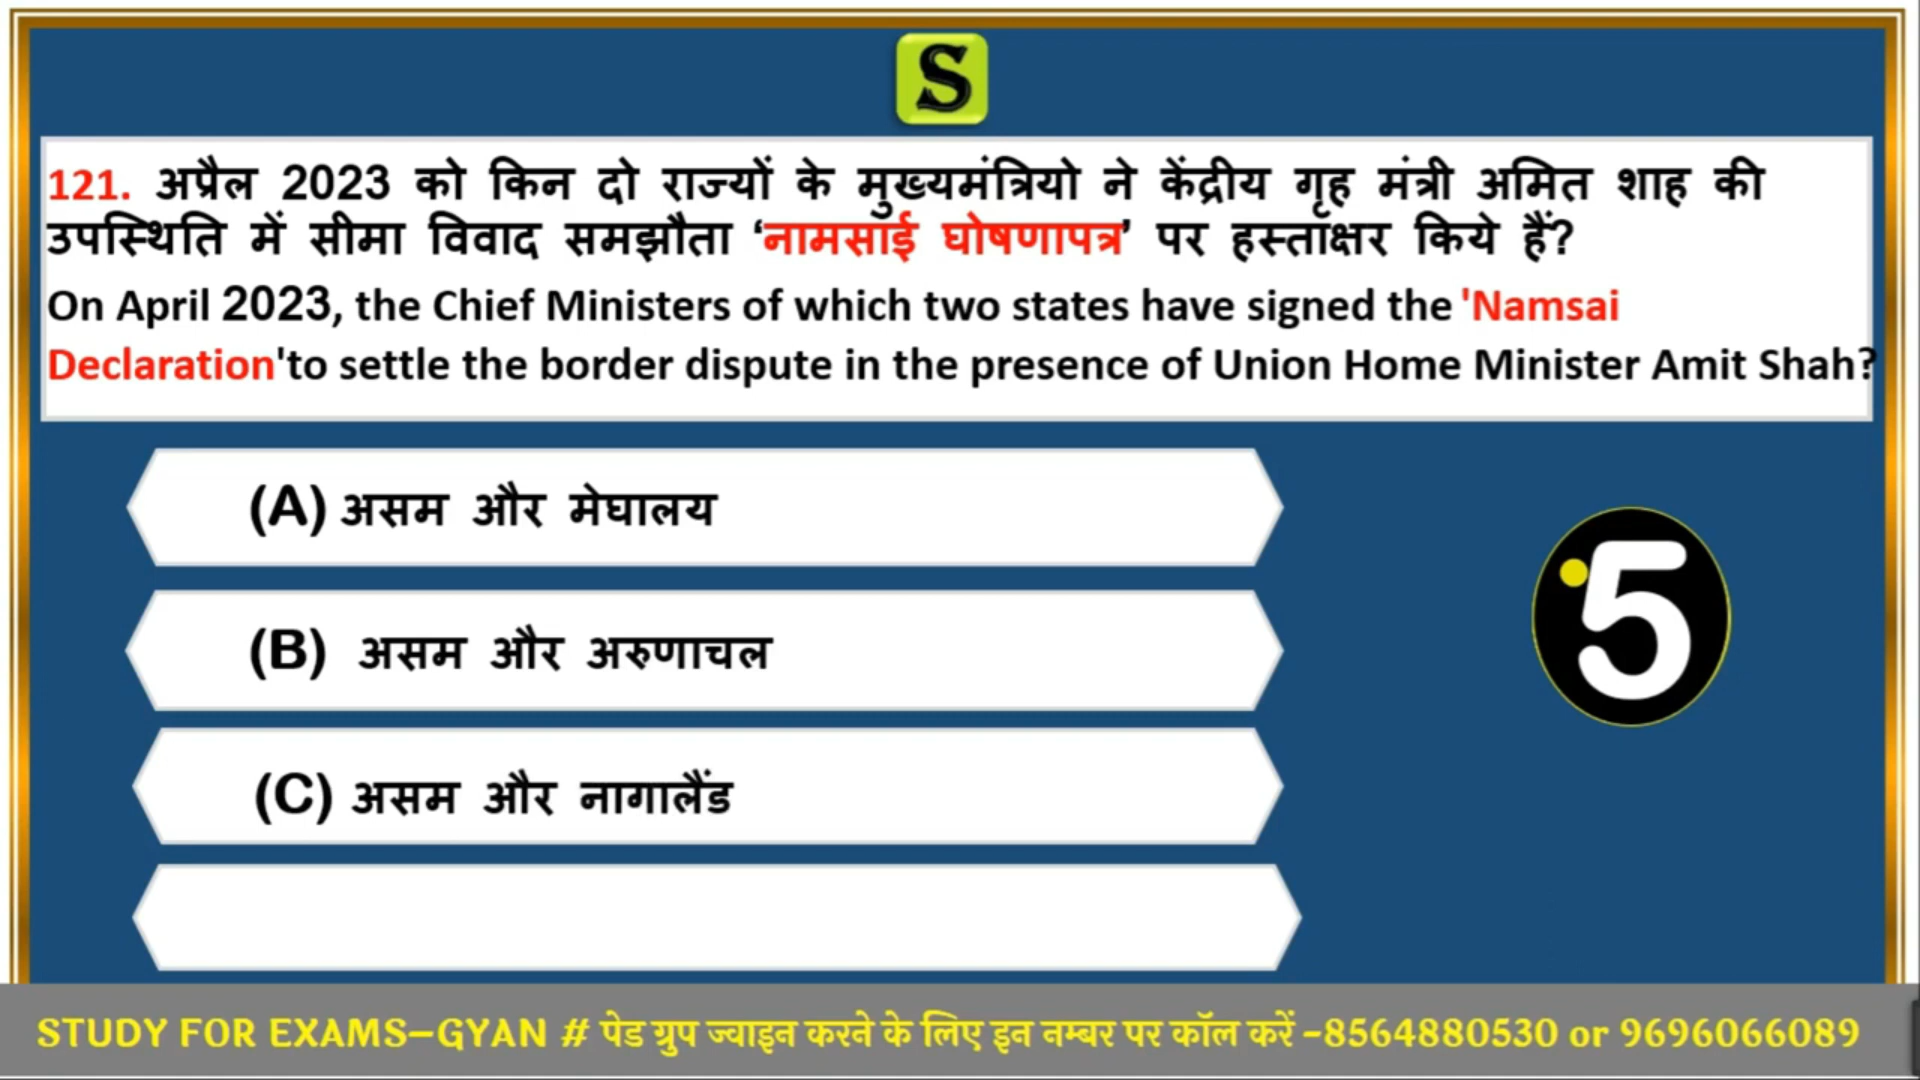 S
121. अप्रैल 2023 को किन दो राज्यों के मुख्यमंत्रियो ने केंद्रीय गृह मंत्री अमित शाह की
उपस्थिति में सीमा विवाद समझौता ‘नामसाई घोषणापत्र’ पर हस्ताक्षर किये हैं?
On April 2023, the Chief Ministers of which two states have signed the 'Namsai
Declaration'to settle the border dispute in the presence of Union Home Minister Amit Shah?
(A) असम और मेघालय
(B) असम और अरुणाचल
5
(C) असम और नागालैंड
STUDY FOR EXAMS–GYAN # पेड ग्रुप ज्वाइन करने के लिए इन नम्बर पर कॉल करें -8564880530 or 9696066089